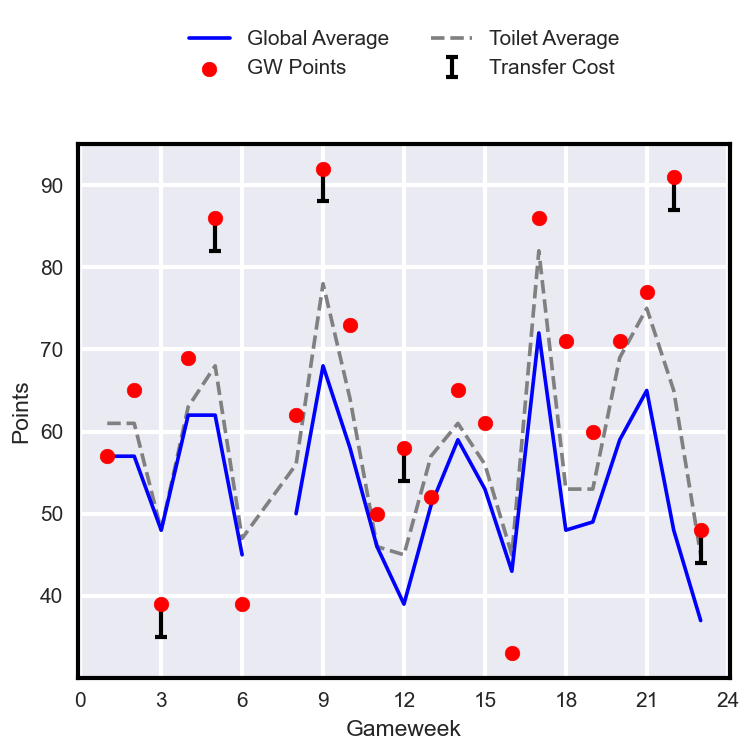 Global Average
GW Points
Toilet Average
Transfer Cost
Points
90
80
70
60
50
40
0 3 6 9 12 15 18 21 24
Gameweek